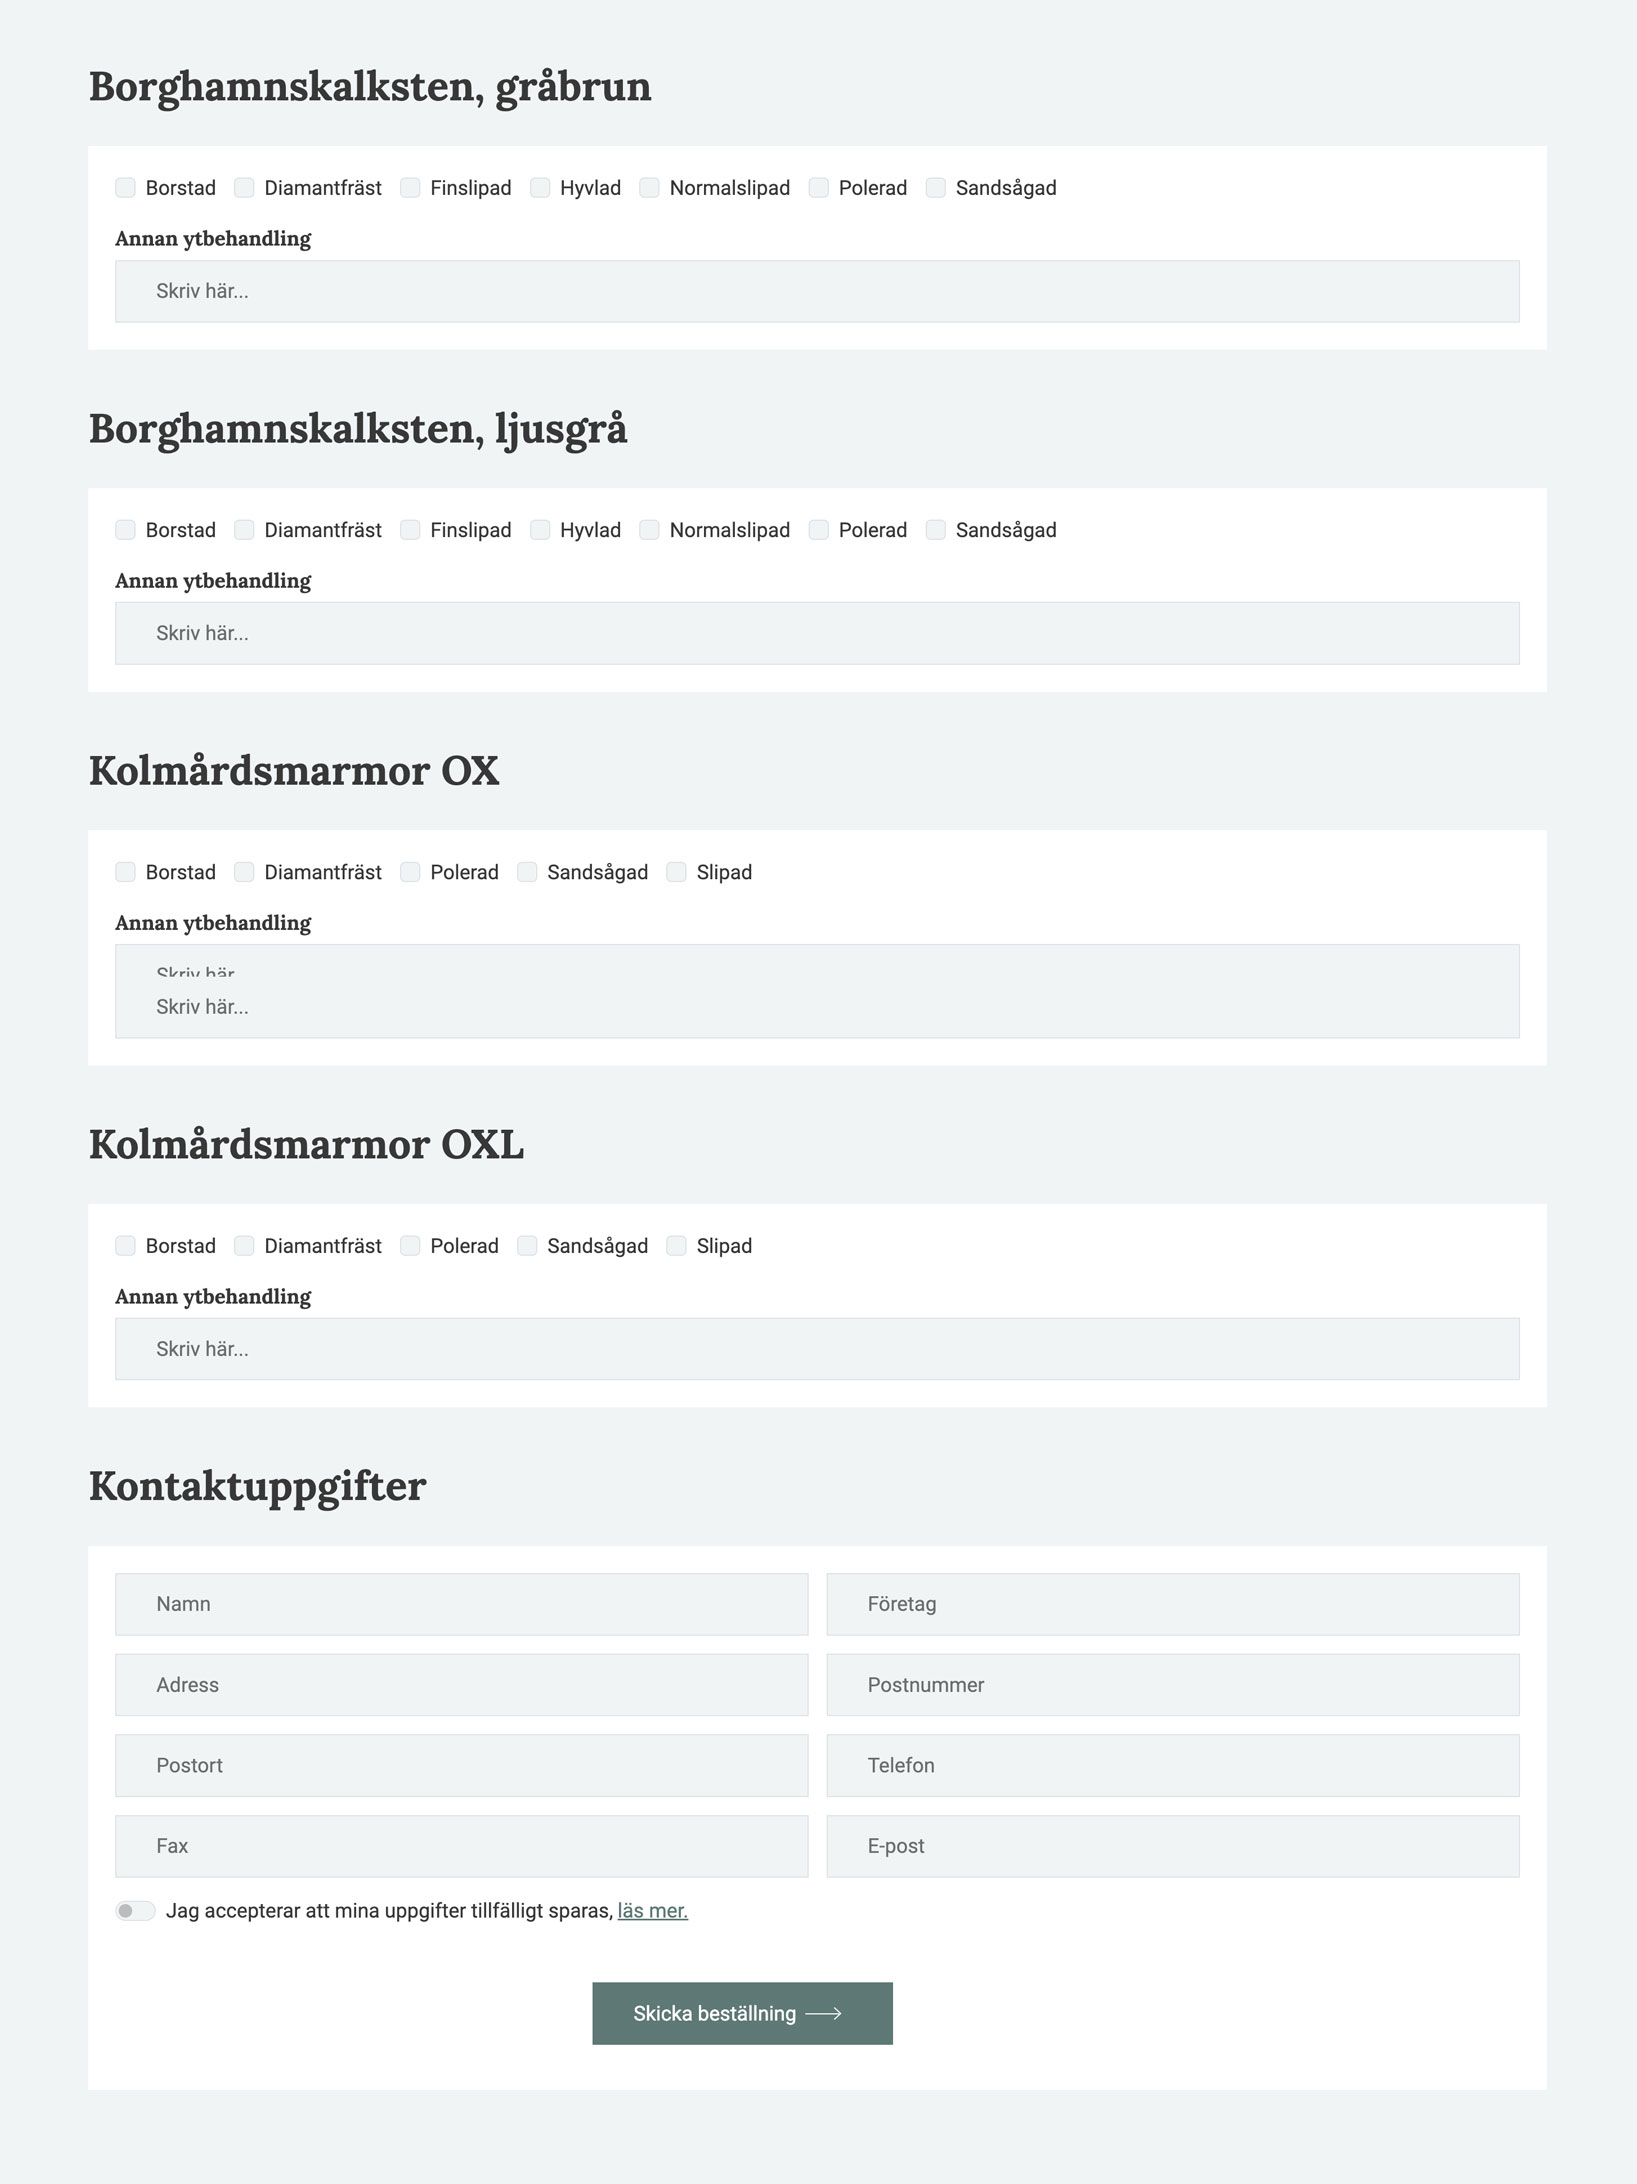 Borghamnskalksten, gråbrun
Borstad Diamantfräst Finslipad Hyvlad Normalslipad Polerad Sandsågad
Annan ytbehandling
Skriv här...
Borghamnskalksten, ljusgrå
Borstad Diamantfräst Finslipad Hyvlad Normalslipad Polerad Sandsågad
Annan ytbehandling
Skriv här...
Kolmårdsmarmor OX
Borstad Diamantfräst Polerad Sandsågad Slipad
Annan ytbehandling
Skriv här
Skriv här...
Kolmårdsmarmor OXL
Borstad Diamantfräst Polerad Sandsågad Slipad
Annan ytbehandling
Skriv här...
Kontaktuppgifter
Namn Företag
Adress Postnummer
Postort Telefon
Fax E-post
Jag accepterar att mina uppgifter tillfälligt sparas, läs mer.
Skicka beställning